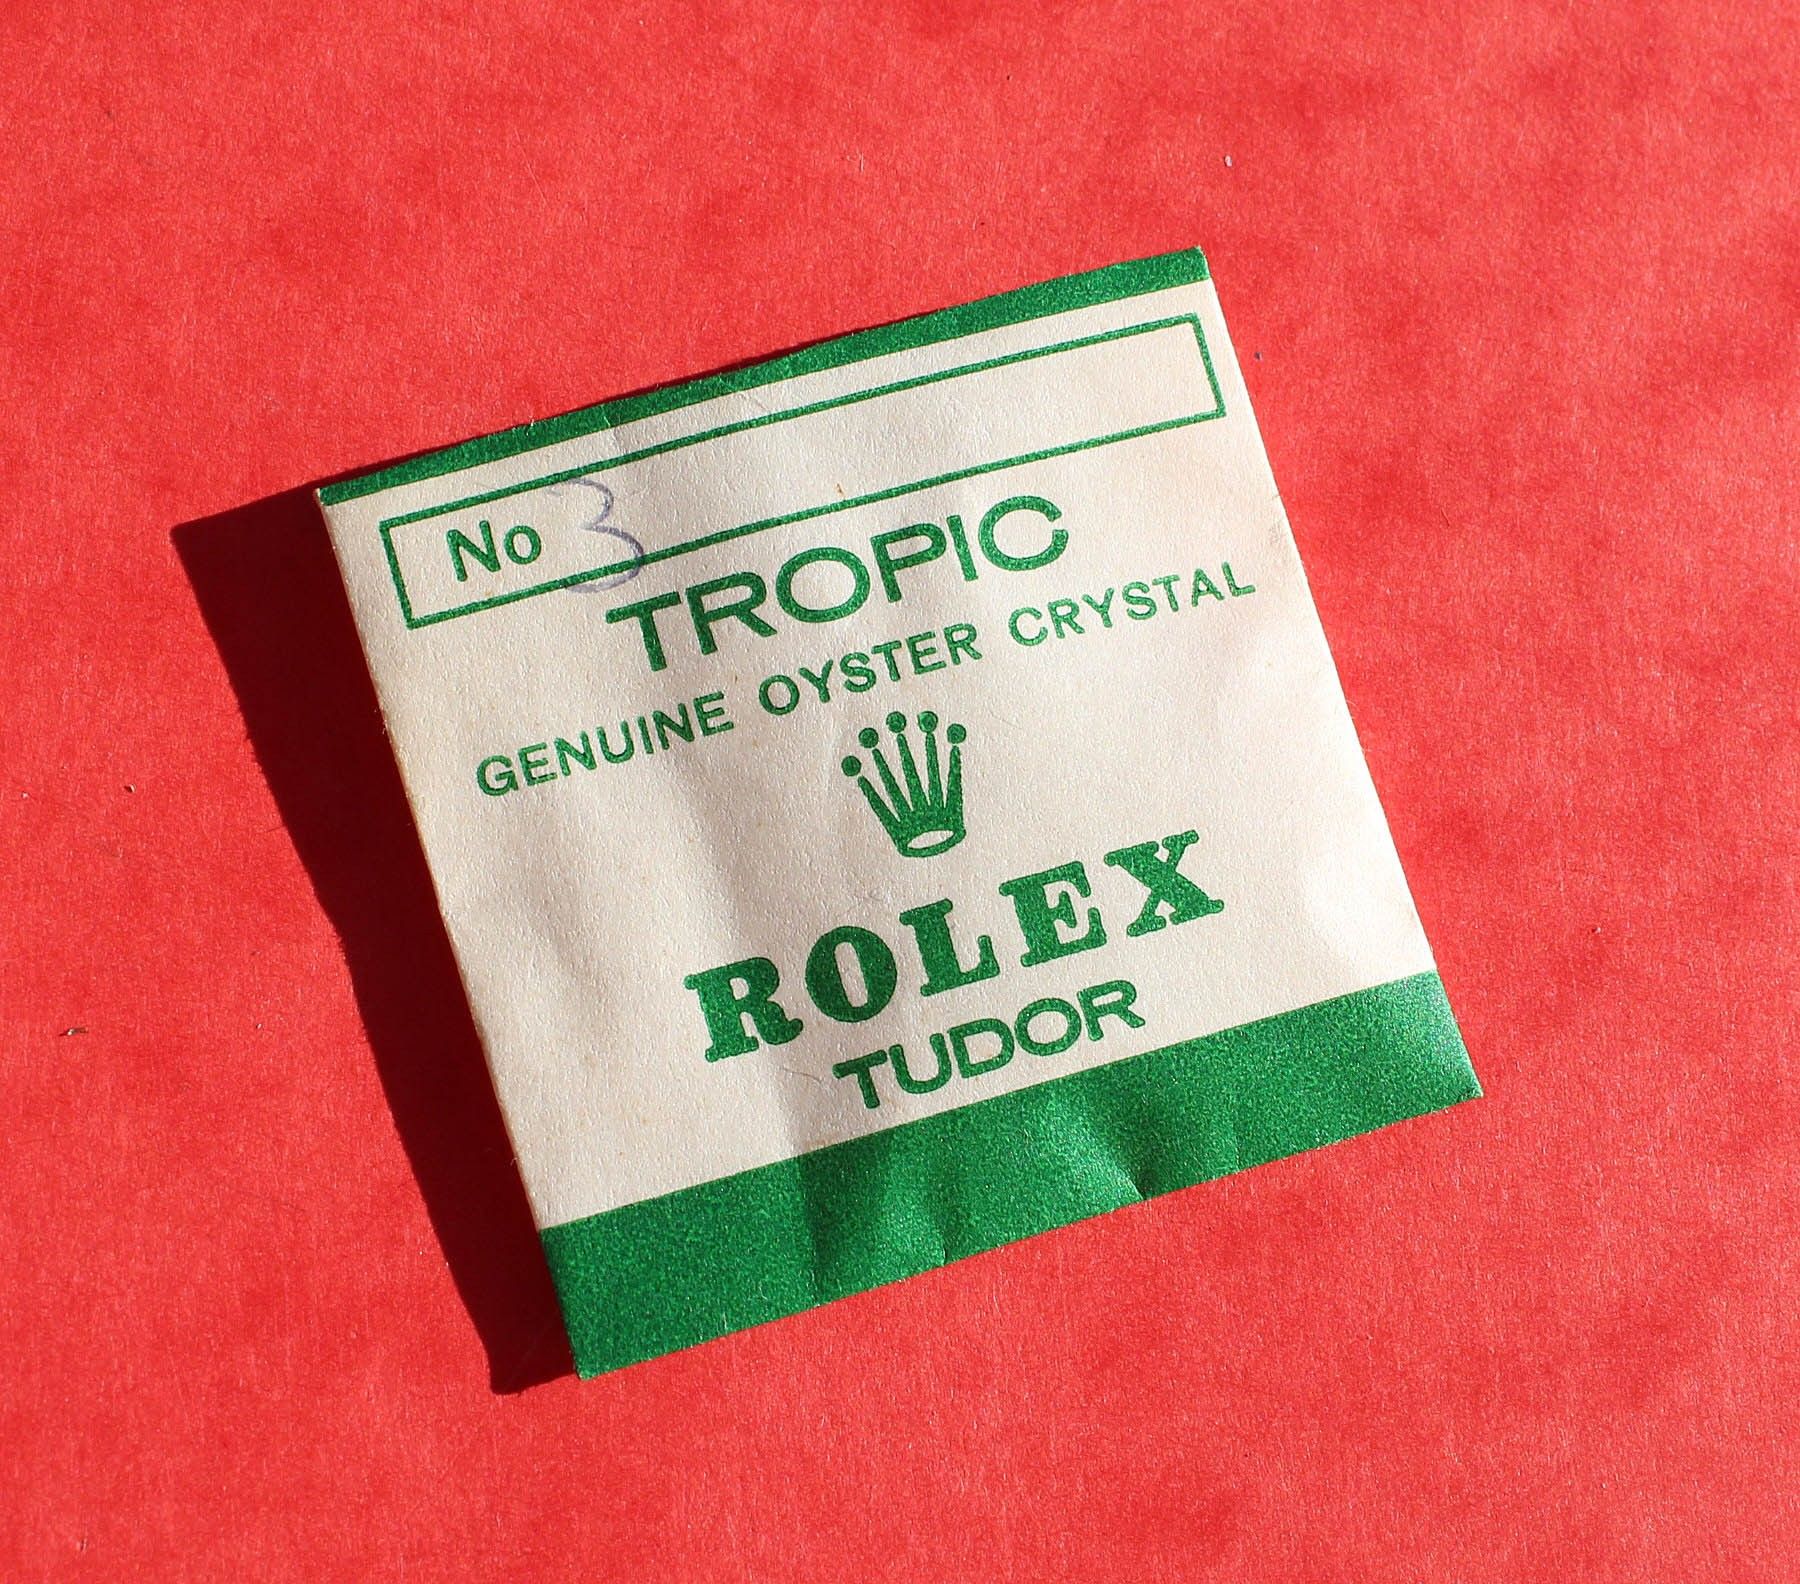 No 3
TROPIC
GENUINE OYSTER CRYSTAL
ROLEX
TUDOR